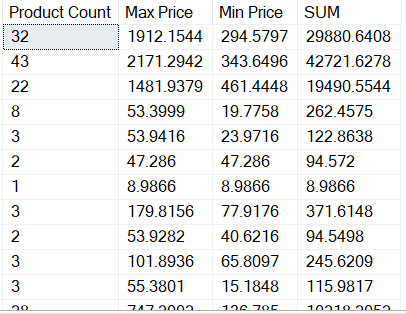 Product Count Max Price Min Price SUM
32 1912.1544 294.5797 29880.6408
43 2171.2942 343.6496 42721.6278
22 1481.9379 461.4448 19490.5544
8 53.3999 19.7758 262.4575
3 53.9416 23.9716 122.8638
2 47.286 47.286 94.572
1 8.9866 8.9866 8.9866
3 179.8156 77.9176 371.6148
2 53.9282 40.6216 94.5498
3 101.8936 65.8097 245.6209
3 55.3801 15.1848 115.9817